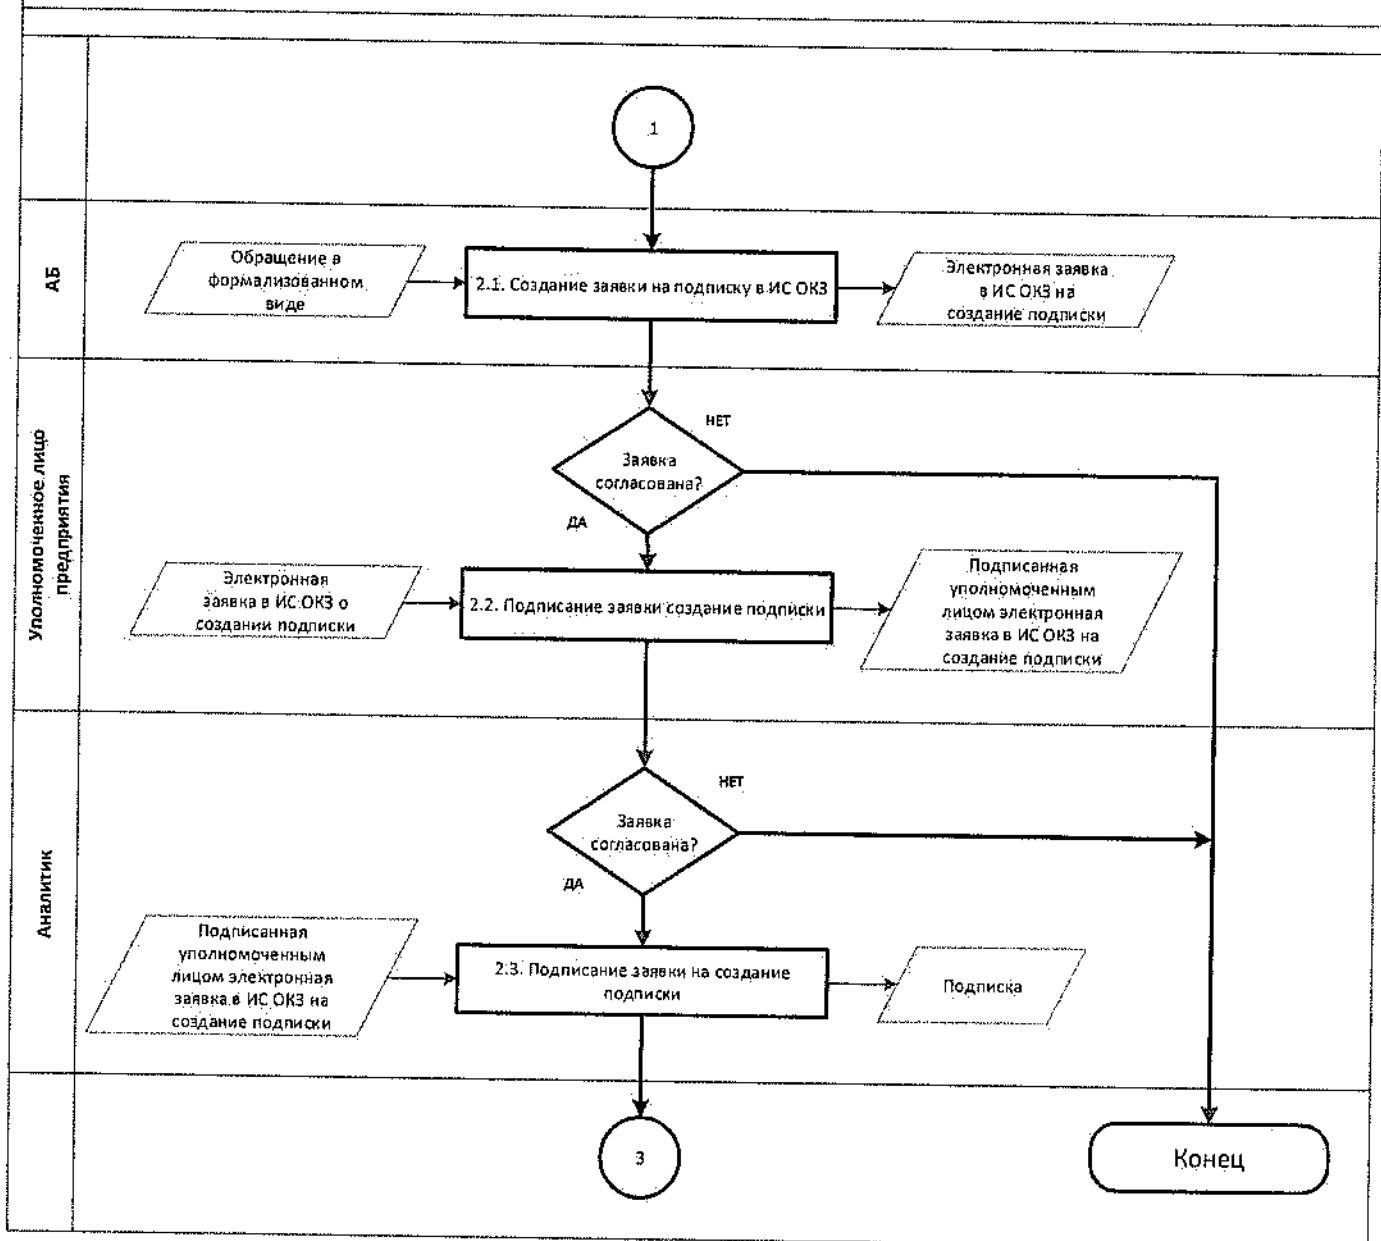 1
АБ
Обращение в
формализованном
виде
2.1. Создание заявки на подписку в ИС ОКЗ
Электронная заявка
в ИС ОКЗ на
создание подписки
Уполномоченное лицо
предприятия
НЕТ
Заявка
согласована?
ДА
Электронная
заявка в ИС ОКЗ о
создании подписки
2.2. Подписание заявки создание подписки
Подписанная
уполномоченным
лицом электронная
заявка в ИС ОКЗ на
создание подписки
Аналитик
НЕТ
Заявка
согласована?
ДА
Подписанная
уполномоченным
лицом электронная
заявка в ИС ОКЗ на
создание подписки
2.3. Подписание заявки на создание
подписки
Подписка
3
Конец